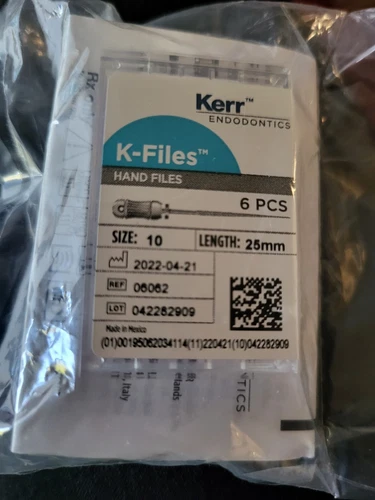 Kerr™
ENDODONTICS
K-Files™
HAND FILES
6 PCS
SIZE: 10
LENGTH: 25mm
2022-04-21
REF 06062
LOT 042282909
Made in Mexico
(01)00195062034114(11)220421(10)042282909
, Italy